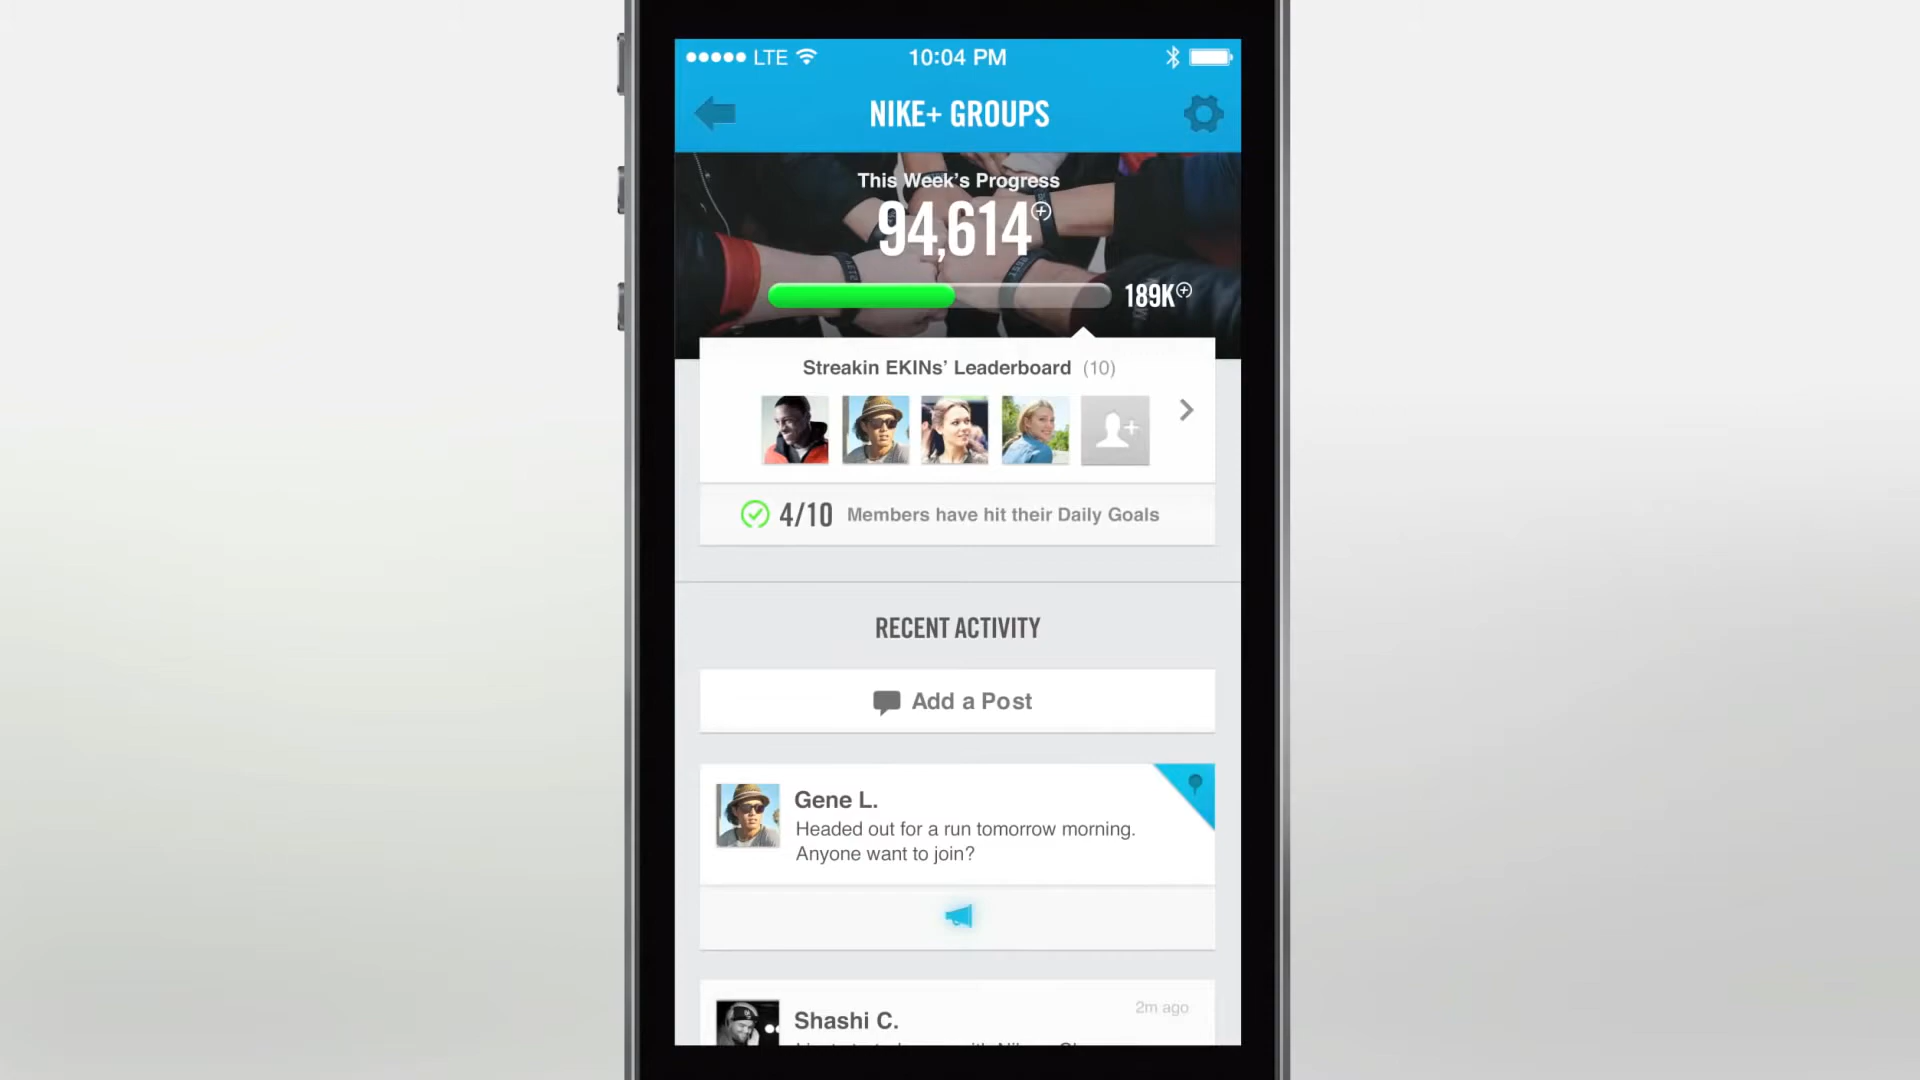 LTE 10:04 PM
NIKE+ GROUPS
This Week's Progress
94,614
189K
Streakin EKINs' Leaderboard (10)
4/10 Members have hit their Daily Goals
RECENT ACTIVITY
Add a Post
Gene L.
Headed out for a run tomorrow morning.
Anyone want to join?
2m ago
Shashi C.